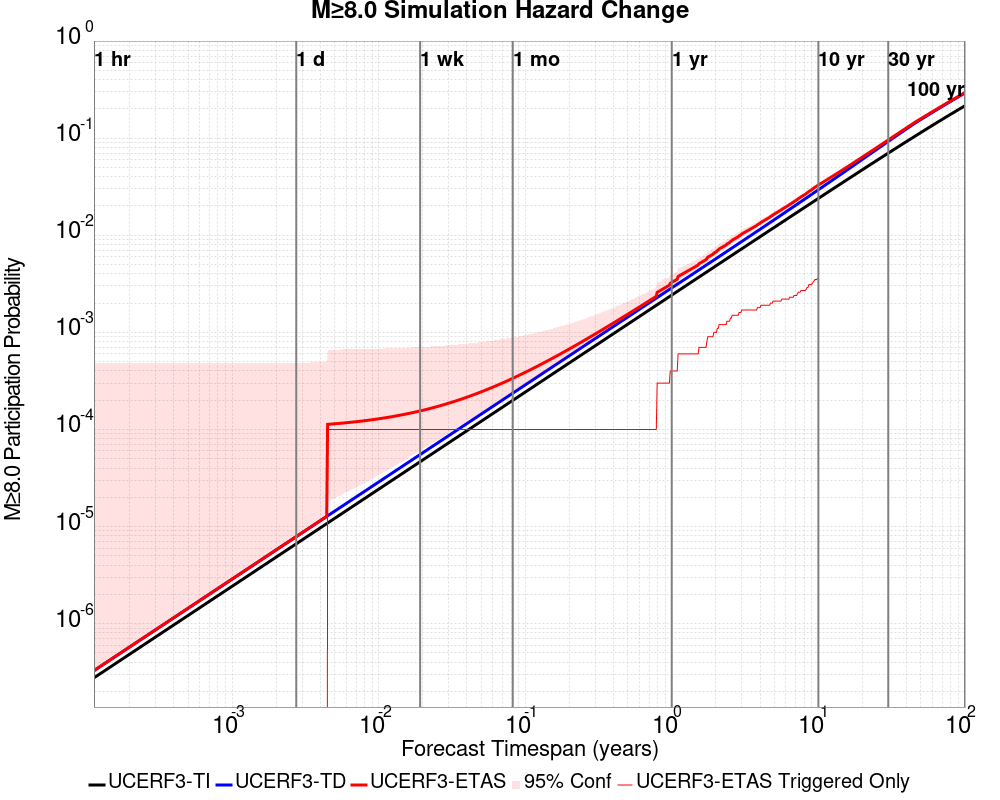 M≥8.0 Simulation Hazard Change
1 hr
1 d
1 wk
1 mo
1 yr
10 yr
30 yr
100 yr
10^0
10^-1
10^-2
10^-3
10^-4
10^-5
10^-6
M≥8.0 Participation Probability
10^-3
10^-2
10^-1
10^0
10^1
10^2
Forecast Timespan (years)
UCERF3-TI UCERF3-TD UCERF3-ETAS 95% Conf UCERF3-ETAS Triggered Only